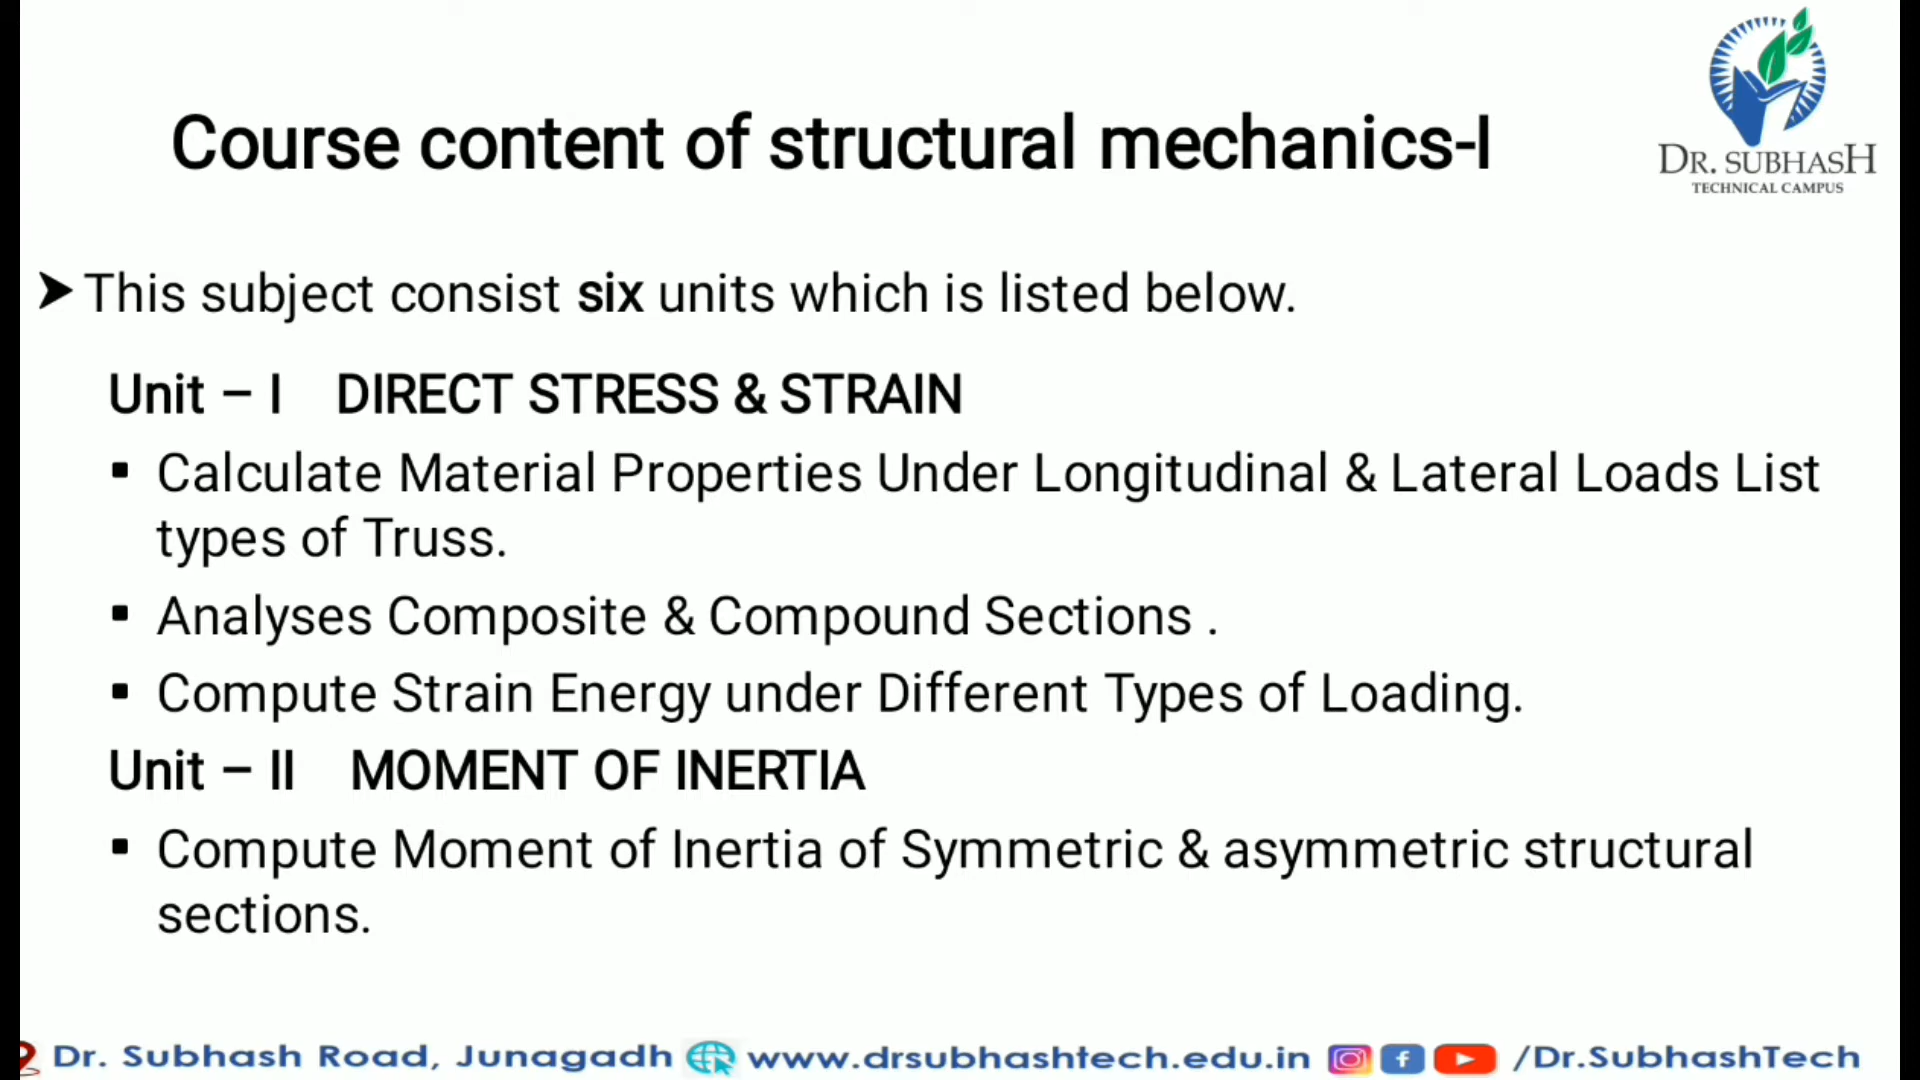 DR. SUBHASH
TECHNICAL CAMPUS
Course content of structural mechanics-I
➤ This subject consist six units which is listed below.
Unit – I DIRECT STRESS & STRAIN
▪ Calculate Material Properties Under Longitudinal & Lateral Loads List
types of Truss.
▪ Analyses Composite & Compound Sections .
▪ Compute Strain Energy under Different Types of Loading.
Unit – II MOMENT OF INERTIA
▪ Compute Moment of Inertia of Symmetric & asymmetric structural
sections.
Dr. Subhash Road, Junagadh www.drsubhashtech.edu.in /Dr.SubhashTech